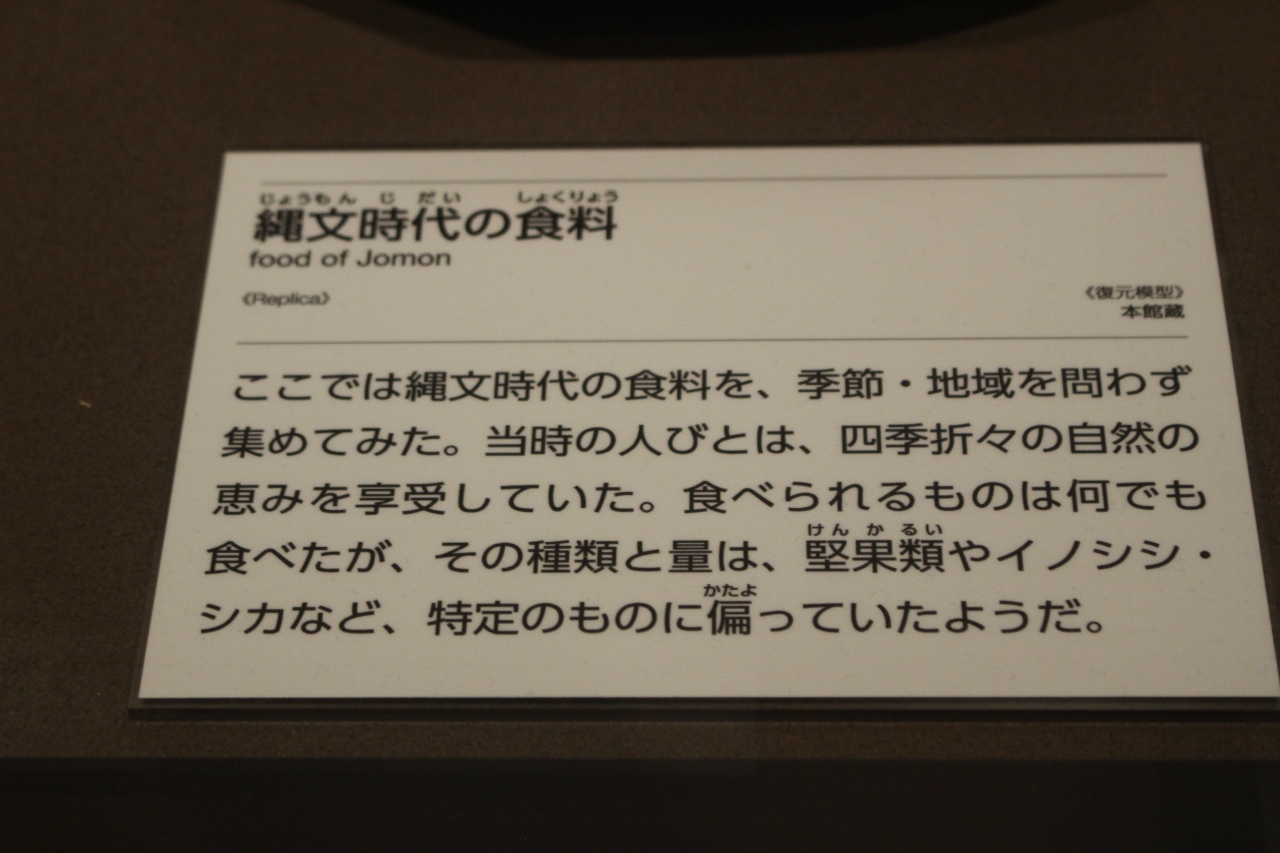 じょうもん じ だい しょくりょう
縄文時代の食料
food of Jomon
《Replica》
《復元模型》
本館蔵
ここでは縄文時代の食料を、季節・地域を問わず
集めてみた。当時の人びとは、四季折々の自然の
恵みを享受していた。食べられるものは何でも
けん か るい
食べたが、その種類と量は、堅果類やイノシシ・
かたよ
シカなど、特定のものに偏っていたようだ。